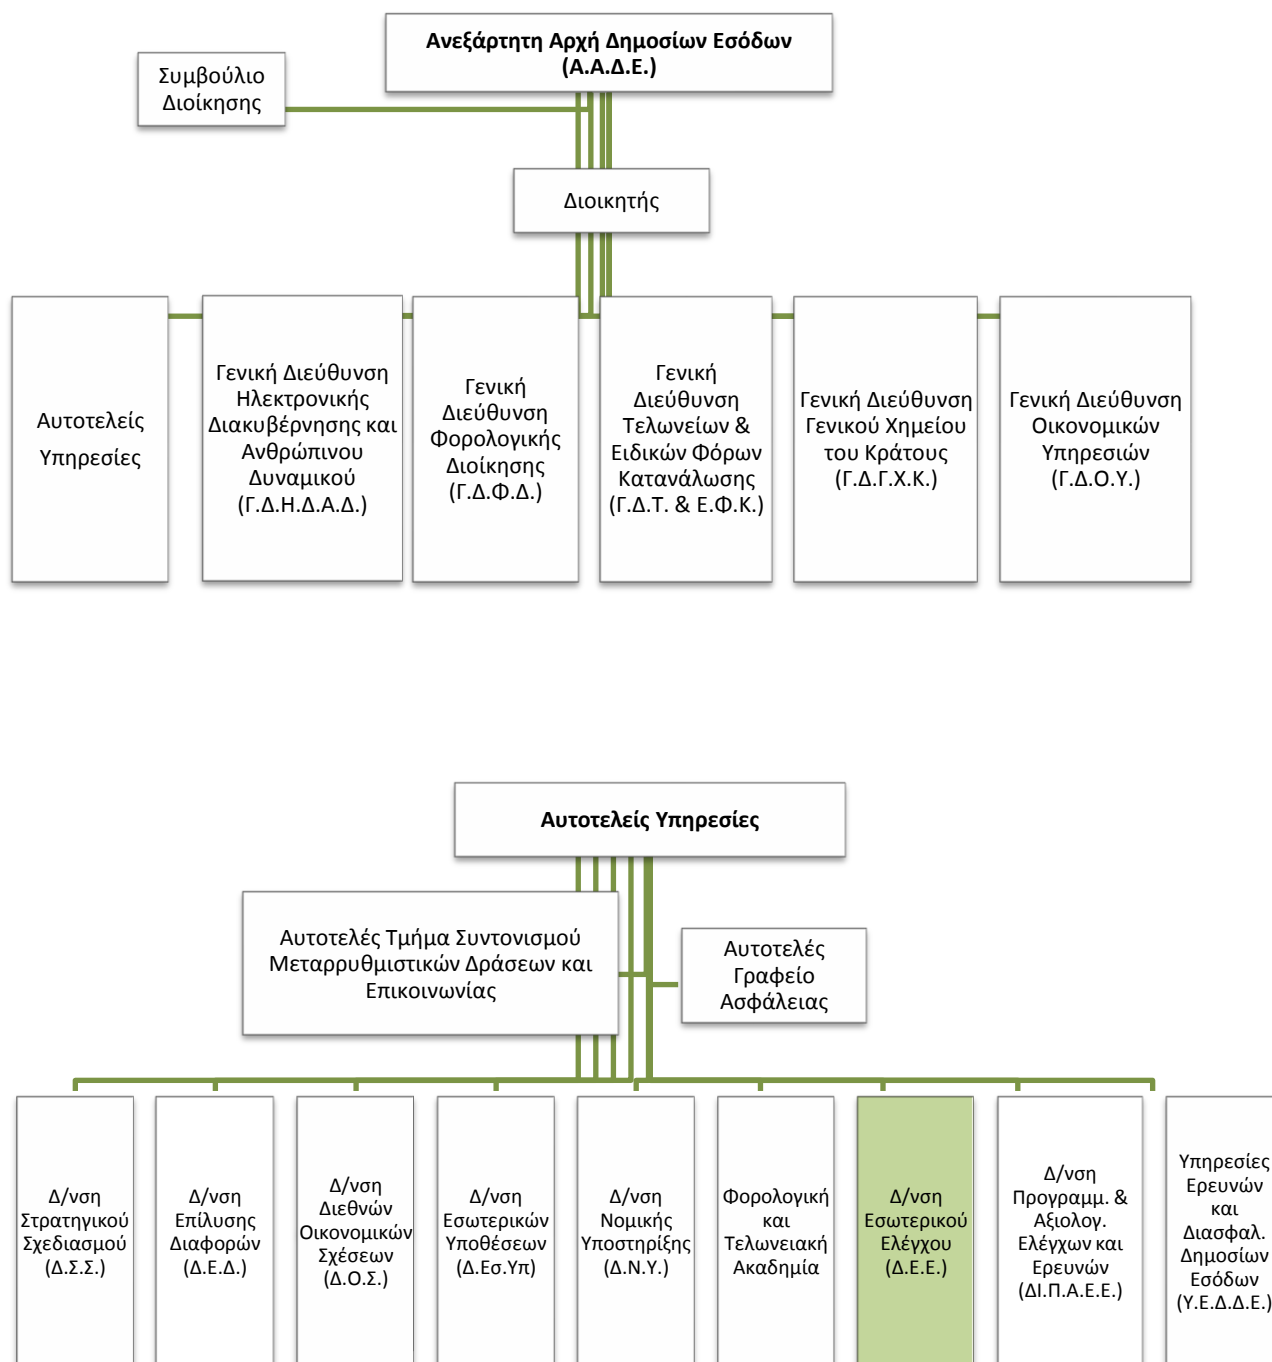 Ανεξάρτητη Αρχή Δημοσίων Εσόδων
(Α.Α.Δ.Ε.)
Συμβούλιο
Διοίκησης
Διοικητής
Αυτοτελείς
Υπηρεσίες
Γενική Διεύθυνση
Ηλεκτρονικής
Διακυβέρνησης και
Ανθρώπινου
Δυναμικού
(Γ.Δ.Η.Δ.Α.Δ.)
Γενική
Διεύθυνση
Φορολογικής
Διοίκησης
(Γ.Δ.Φ.Δ.)
Γενική
Διεύθυνση
Τελωνείων &
Ειδικών Φόρων
Κατανάλωσης
(Γ.Δ.Τ. & Ε.Φ.Κ.)
Γενική Διεύθυνση
Γενικού Χημείου
του Κράτους
(Γ.Δ.Γ.Χ.Κ.)
Γενική Διεύθυνση
Οικονομικών
Υπηρεσιών
(Γ.Δ.Ο.Υ.)
Αυτοτελείς Υπηρεσίες
Αυτοτελές Τμήμα Συντονισμού
Μεταρρυθμιστικών Δράσεων και
Επικοινωνίας
Αυτοτελές
Γραφείο
Ασφάλειας
Δ/νση
Στρατηγικού
Σχεδιασμού
(Δ.Σ.Σ.)
Δ/νση
Επίλυσης
Διαφορών
(Δ.Ε.Δ.)
Δ/νση
Διεθνών
Οικονομικών
Σχέσεων
(Δ.Ο.Σ.)
Δ/νση
Εσωτερικών
Υποθέσεων
(Δ.Εσ.Υπ)
Δ/νση
Νομικής
Υποστηρίξης
(Δ.Ν.Υ.)
Φορολογική
και
Τελωνειακή
Ακαδημία
Δ/νση
Εσωτερικού
Ελέγχου
(Δ.Ε.Ε.)
Δ/νση
Προγραμμ. &
Αξιολογ.
Ελέγχων και
Ερευνών
(ΔΙ.Π.Α.Ε.Ε.)
Υπηρεσίες
Ερευνών
και
Διασφαλ.
Δημοσίων
Εσόδων
(Υ.Ε.Δ.Δ.Ε.)